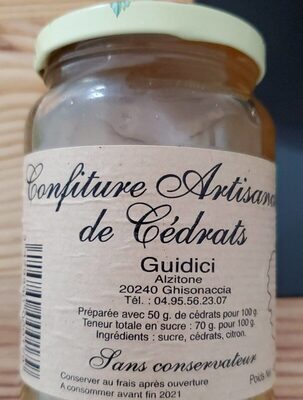 Confiture Artisana
de Cédrats
Guidici
Alzitone
20240 Ghisonaccia
Tél. : 04.95.56.23.07
Préparée avec 50 g. de cédrats pour 100 g.
Teneur totale en sucre : 70 g. pour 100 g.
Ingrédients : sucre, cédrats, citron.
Sans conservateur
Conserver au frais après ouverture
Poids Ne
A consommer avant fin 2021